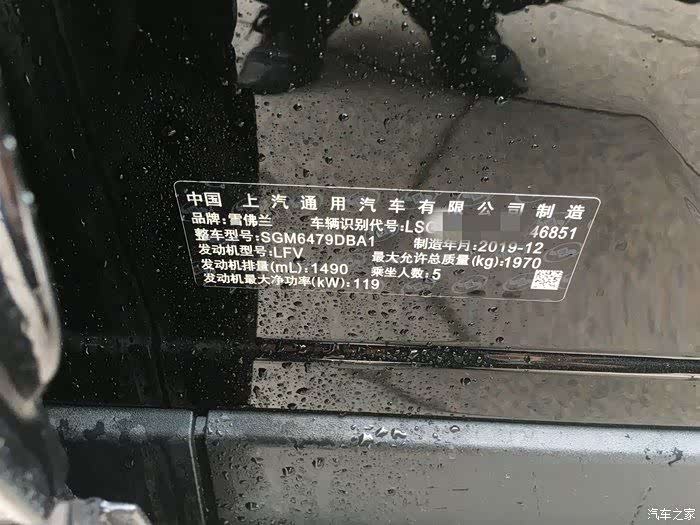 中国 上汽通用汽车有限公司制造
品牌:雪佛兰 车辆识别代号:LSG 46851
整车型号:SGM6479DBA1 制造年月:2019-12
发动机型号:LFV 最大允许总质量(kg):1970
发动机排量(mL):1490 乘坐人数:5
发动机最大净功率(kW):119
汽车之家